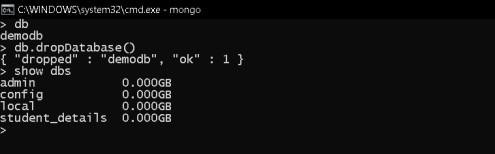 C:\WINDOWS\system32\cmd.exe - mongo
> db
demodb
> db.dropDatabase()
{ "dropped" : "demodb", "ok" : 1 }
> show dbs
admin            0.000GB
config           0.000GB
local            0.000GB
student_details  0.000GB
>